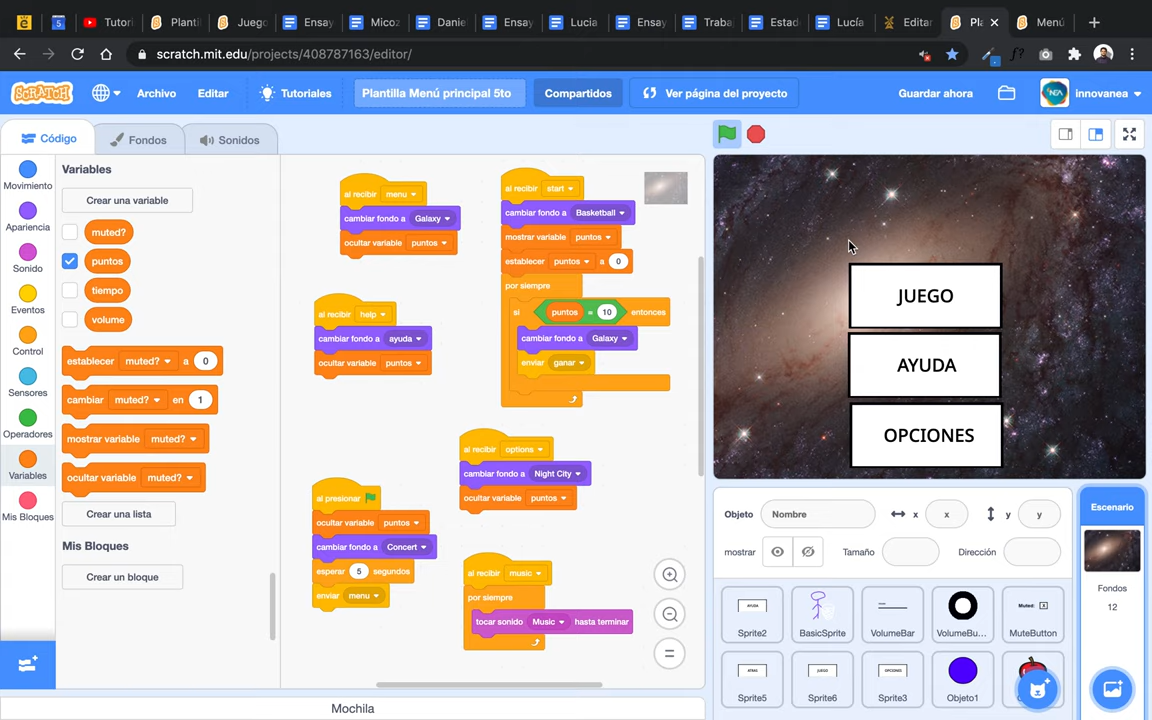 Tutori
Planti
Juego
Ensay
Micoz
Danie
Ensay
Lucia
Ensay
Traba
Estad
Lucía
Editar
Pla
Menú
scratch.mit.edu/projects/408787163/editor/
SCRATCH
Archivo
Editar
Tutoriales
Plantilla Menú principal 5to
Compartidos
Ver página del proyecto
Guardar ahora
innovanea
Código
Fondos
Sonidos
Movimiento
Apariencia
Sonido
Eventos
Control
Sensores
Operadores
Variables
Mis Bloques
Variables
Crear una variable
muted?
puntos
tiempo
volume
establecer muted? a 0
cambiar muted? en 1
mostrar variable muted?
ocultar variable muted?
Crear una lista
Mis Bloques
Crear un bloque
al recibir menu
cambiar fondo a Galaxy
ocultar variable puntos
al recibir help
cambiar fondo a ayuda
ocultar variable puntos
al presionar
ocultar variable puntos
cambiar fondo a Concert
esperar 5 segundos
enviar menu
al recibir start
cambiar fondo a Basketball
mostrar variable puntos
establecer puntos a 0
por siempre
si puntos = 10 entonces
cambiar fondo a Galaxy
enviar ganar
al recibir options
cambiar fondo a Night City
ocultar variable puntos
al recibir music
por siempre
tocar sonido Music hasta terminar
Mochila
JUEGO
AYUDA
OPCIONES
Objeto Nombre x x y y
mostrar Tamaño Dirección
Escenario
Fondos
12
AYUDA
Sprite2
BasicSprite
VolumeBar
VolumeBu...
Muted: X
MuteButton
ATRAS
Sprite5
JUEGO
Sprite6
OPCIONES
Sprite3
Objeto1